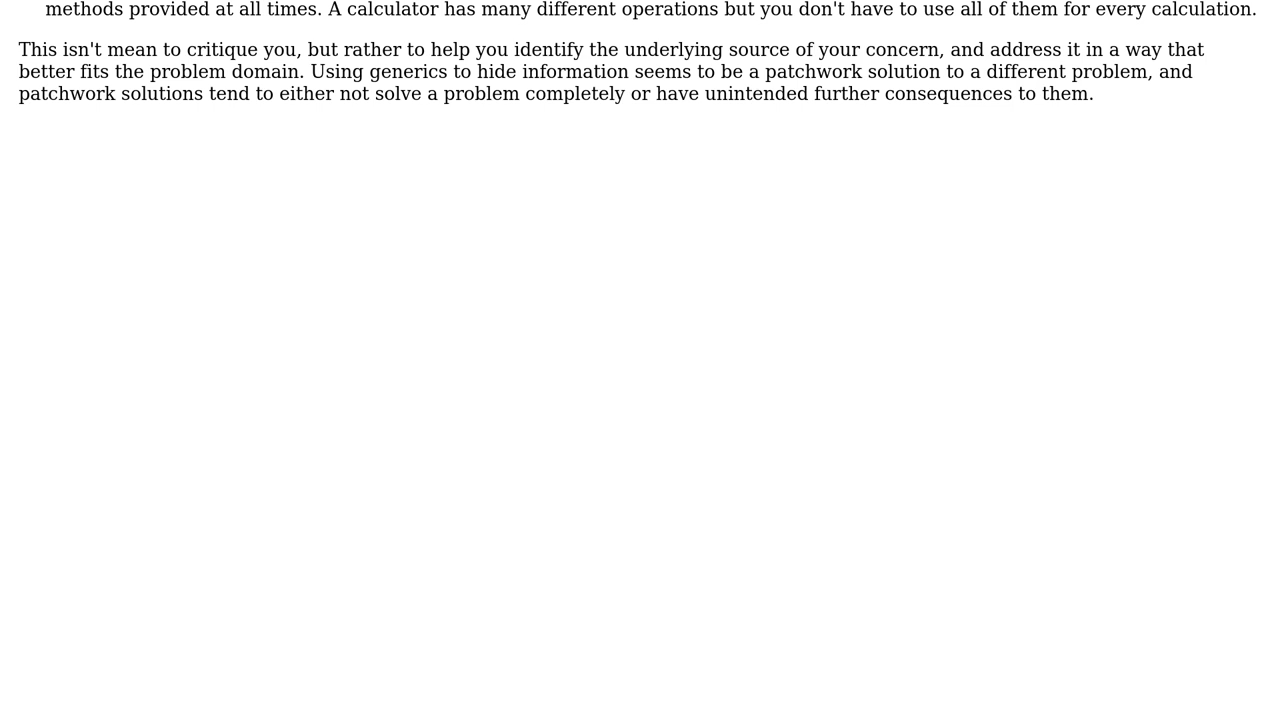 methods provided at all times. A calculator has many different operations but you don't have to use all of them for every calculation.
This isn't mean to critique you, but rather to help you identify the underlying source of your concern, and address it in a way that
better fits the problem domain. Using generics to hide information seems to be a patchwork solution to a different problem, and
patchwork solutions tend to either not solve a problem completely or have unintended further consequences to them.